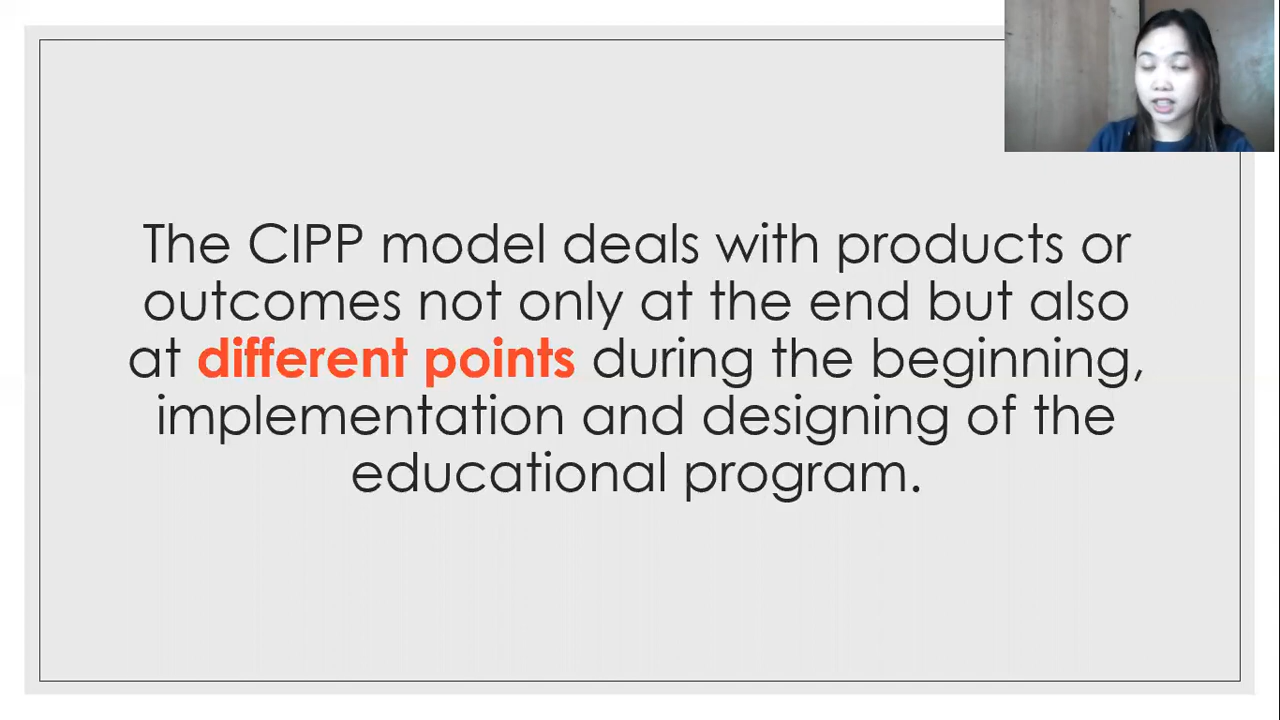 The CIPP model deals with products or
outcomes not only at the end but also
at different points during the beginning,
implementation and designing of the
educational program.